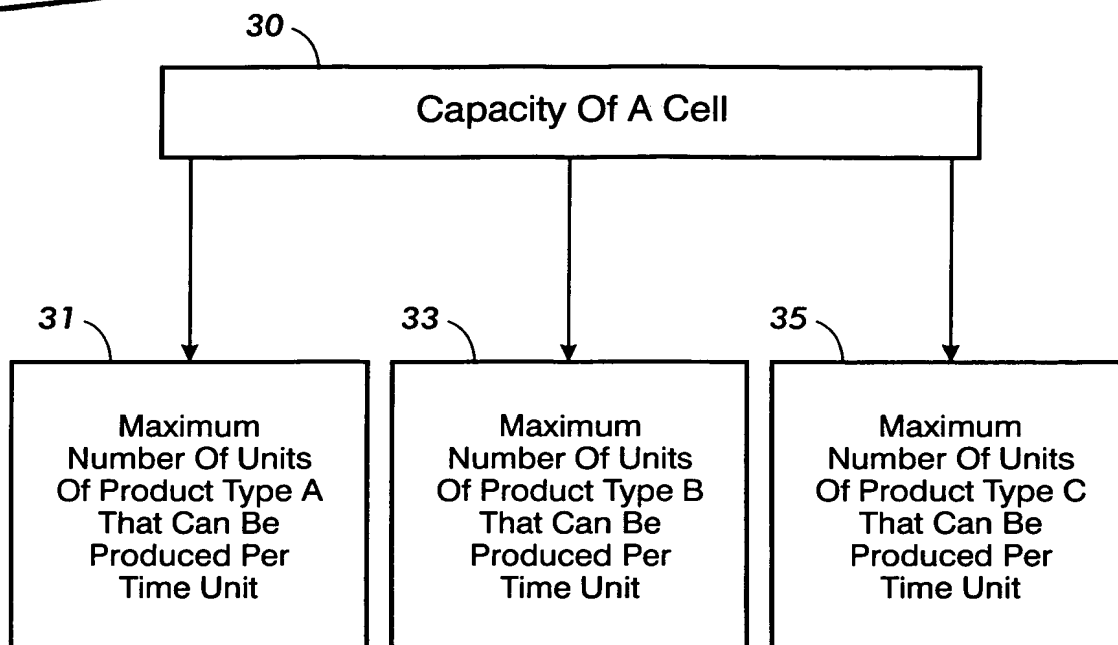 30
Capacity Of A Cell
31
Maximum
Number Of Units
Of Product Type A
That Can Be
Produced Per
Time Unit
33
Maximum
Number Of Units
Of Product Type B
That Can Be
Produced Per
Time Unit
35
Maximum
Number Of Units
Of Product Type C
That Can Be
Produced Per
Time Unit